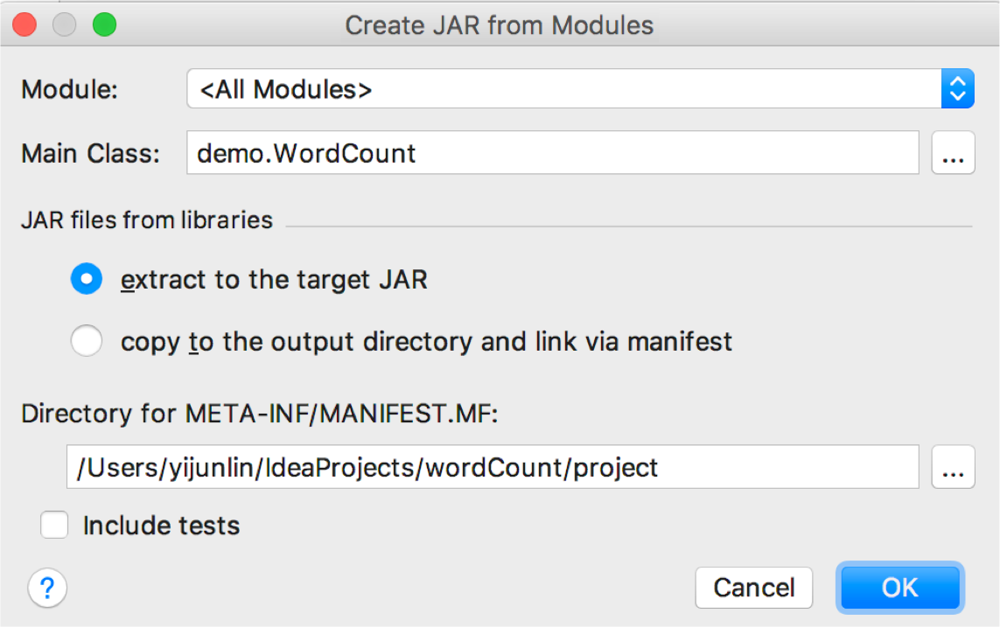 Create JAR from Modules
Module: <All Modules>
Main Class: demo.WordCount ...
JAR files from libraries
extract to the target JAR
copy to the output directory and link via manifest
Directory for META-INF/MANIFEST.MF:
/Users/yijunlin/IdeaProjects/wordCount/project ...
Include tests
? Cancel OK